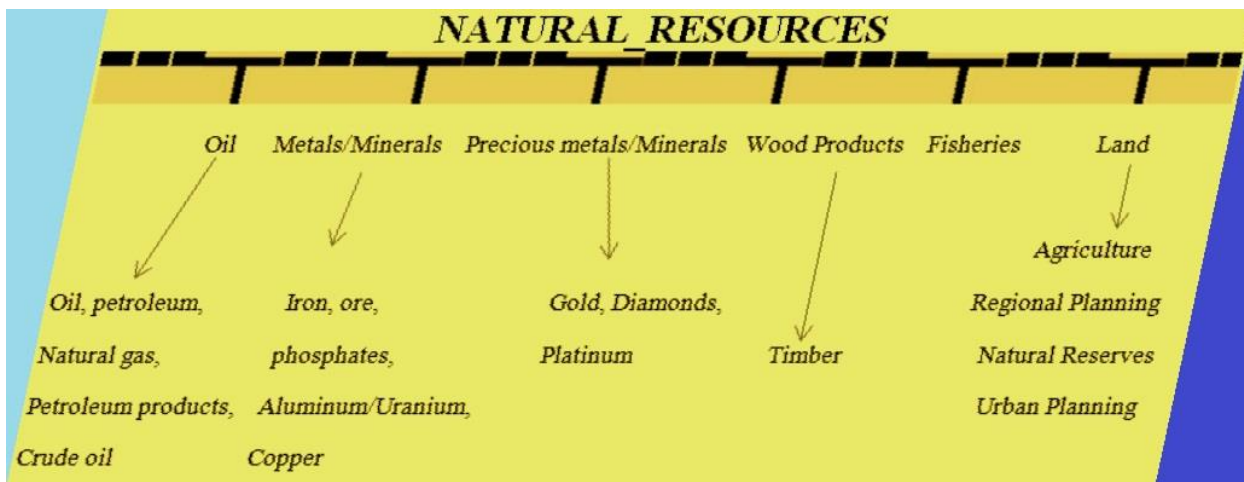 NATURAL_RESOURCES
Oil Metals/Minerals Precious metals/Minerals Wood Products Fisheries Land
Agriculture
Oil, petroleum, Iron, ore, Gold, Diamonds, Regional Planning
Natural gas, phosphates, Platinum Timber Natural Reserves
Petroleum products, Aluminum/Uranium, Urban Planning
Crude oil Copper